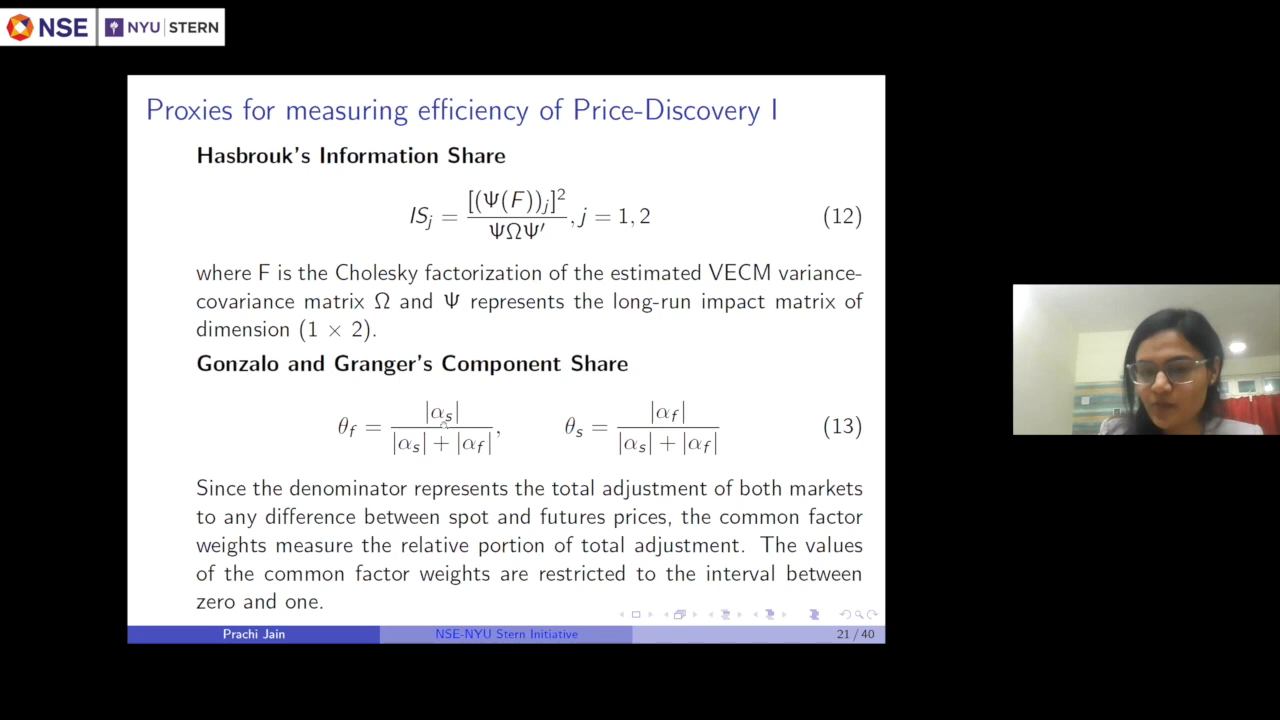 NSE NYU STERN
Proxies for measuring efficiency of Price-Discovery I
Hasbrouk's Information Share
IS_j = [(Ψ(F))_j]² / ΨΩΨ′ , j = 1, 2 (12)
where F is the Cholesky factorization of the estimated VECM variance-
covariance matrix Ω and Ψ represents the long-run impact matrix of
dimension (1 × 2).
Gonzalo and Granger's Component Share
θ_f = |α_s| / |α_s| + |α_f| , θ_s = |α_f| / |α_s| + |α_f| (13)
Since the denominator represents the total adjustment of both markets
to any difference between spot and futures prices, the common factor
weights measure the relative portion of total adjustment. The values
of the common factor weights are restricted to the interval between
zero and one.
Prachi Jain NSE-NYU Stern Initiative 21 / 40